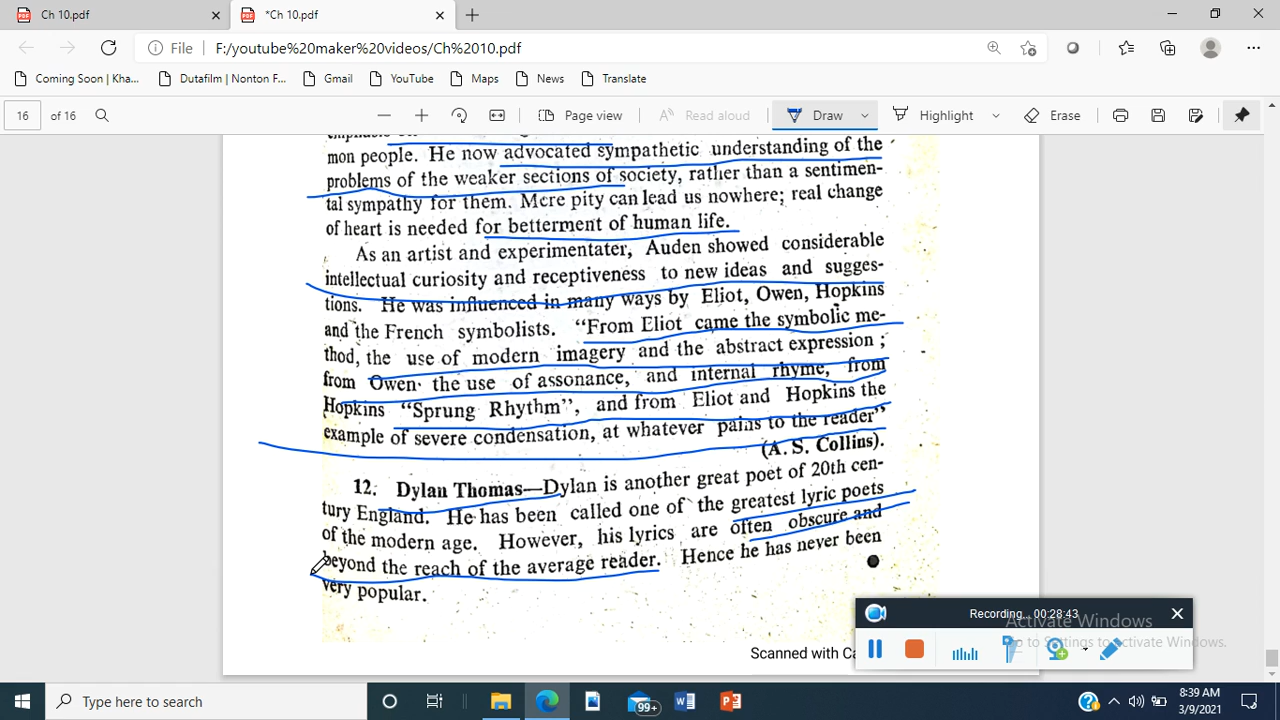 Ch 10.pdf
*Ch 10.pdf
File
F:/youtube%20maker%20videos/Ch%2010.pdf
Coming Soon | Kha...
Dutafilm | Nonton F...
Gmail
YouTube
Maps
News
Translate
16 of 16
Page view
Read aloud
Draw
Highlight
Erase
mon people. He now advocated sympathetic understanding of the
problems of the weaker sections of society, rather than a sentimen-
tal sympathy for them. Mere pity can lead us nowhere; real change
of heart is needed for betterment of human life.
As an artist and experimentater, Auden showed considerable
intellectual curiosity and receptiveness to new ideas and sugges-
tions. He was influenced in many ways by Eliot, Owen, Hopkins
and the French symbolists. "From Eliot came the symbolic me-
thod, the use of modern imagery and the abstract expression ;
from Owen the use of assonance, and internal rhyme, from
Hopkins "Sprung Rhythm", and from Eliot and Hopkins the
example of severe condensation, at whatever pains to the reader"
(A. S. Collins).
12. Dylan Thomas—Dylan is another great poet of 20th cen-
tury England. He has been called one of the greatest lyric poets
of the modern age. However, his lyrics are often obscure and
beyond the reach of the average reader. Hence he has never been
very popular.
Scanned with
Recording... 00:28:43
Activate Windows
Go to Settings to activate Windows.
Type here to search
99+
8:39 AM
3/9/2021